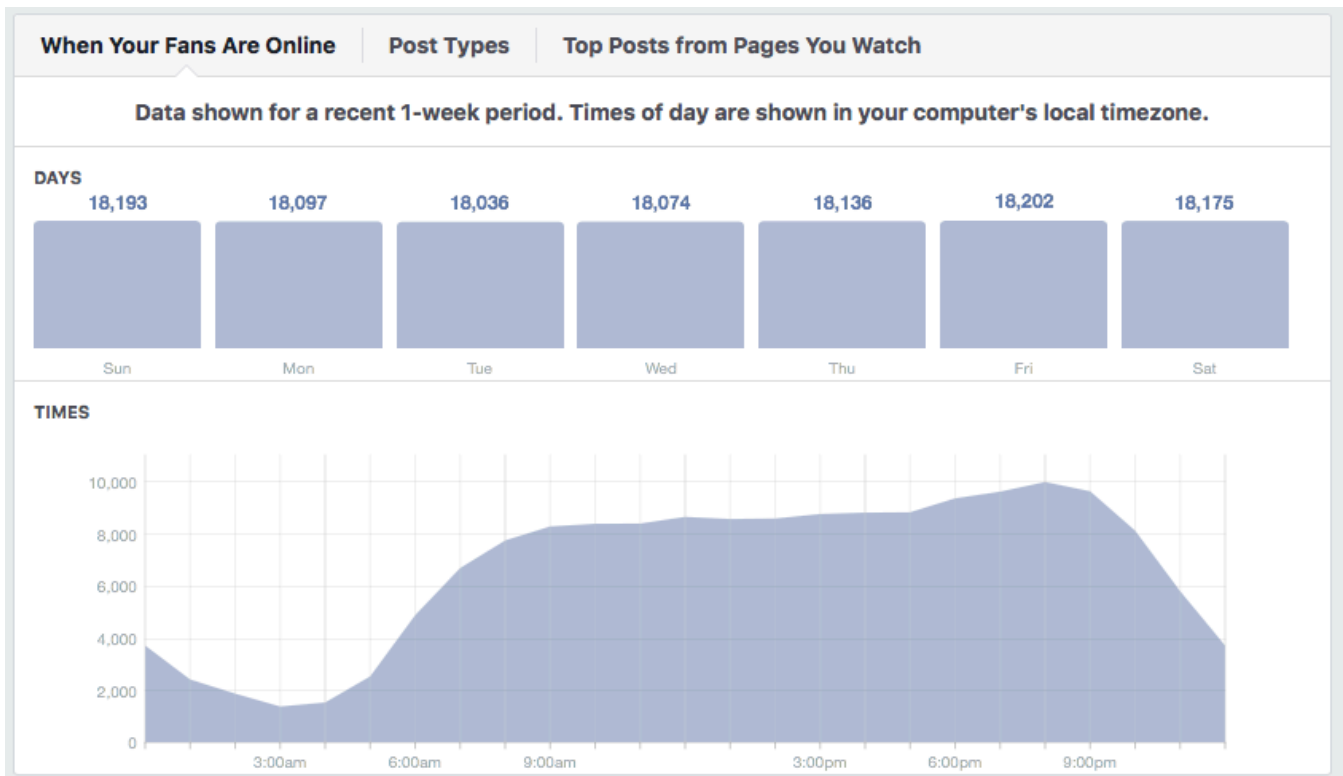 When Your Fans Are Online Post Types Top Posts from Pages You Watch
Data shown for a recent 1-week period. Times of day are shown in your computer's local timezone.
DAYS
18,193 18,097 18,036 18,074 18,136 18,202 18,175
Sun Mon Tue Wed Thu Fri Sat
TIMES
10,000
8,000
6,000
4,000
2,000
0
3:00am 6:00am 9:00am 3:00pm 6:00pm 9:00pm